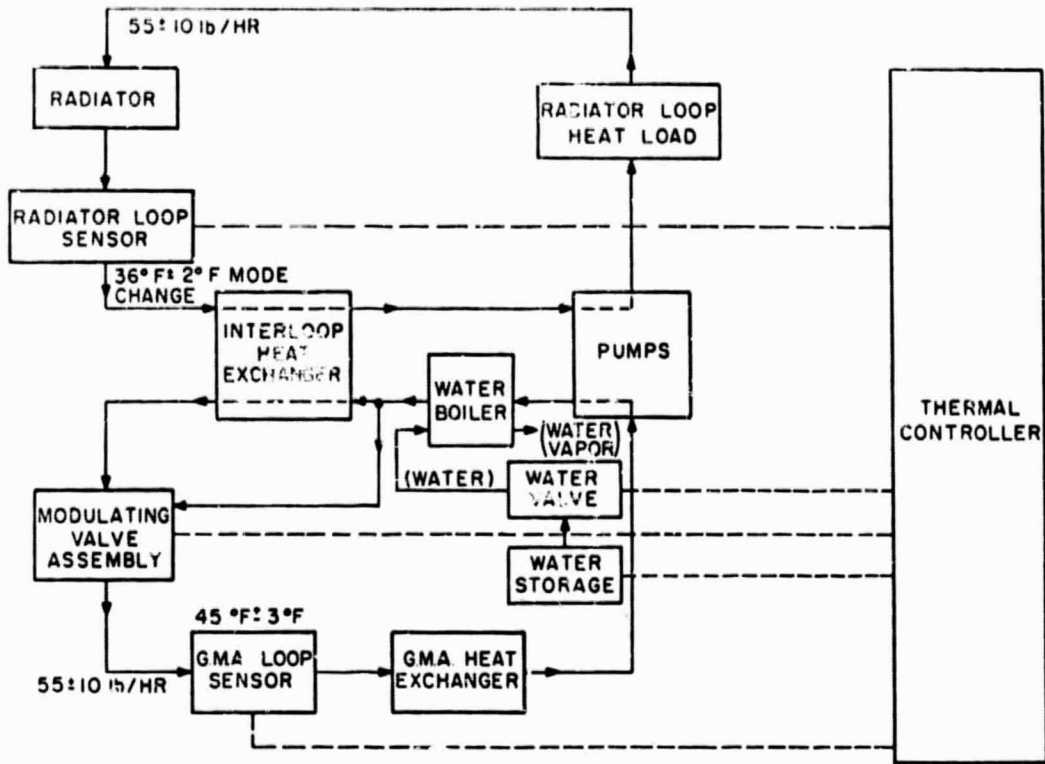 55±10 lb/HR
RADIATOR
RADIATOR LOOP
HEAT LOAD
RADIATOR LOOP
SENSOR
36°F±2°F MODE
CHANGE
INTERLOOP
HEAT
EXCHANGER
PUMPS
WATER
BOILER
THERMAL
CONTROLLER
(WATER
VAPOR)
(WATER)
WATER
VALVE
MODULATING
VALVE
ASSEMBLY
WATER
STORAGE
45°F±3°F
G.M.A. LOOP
SENSOR
G.M.A. HEAT
EXCHANGER
55±10 lb/HR